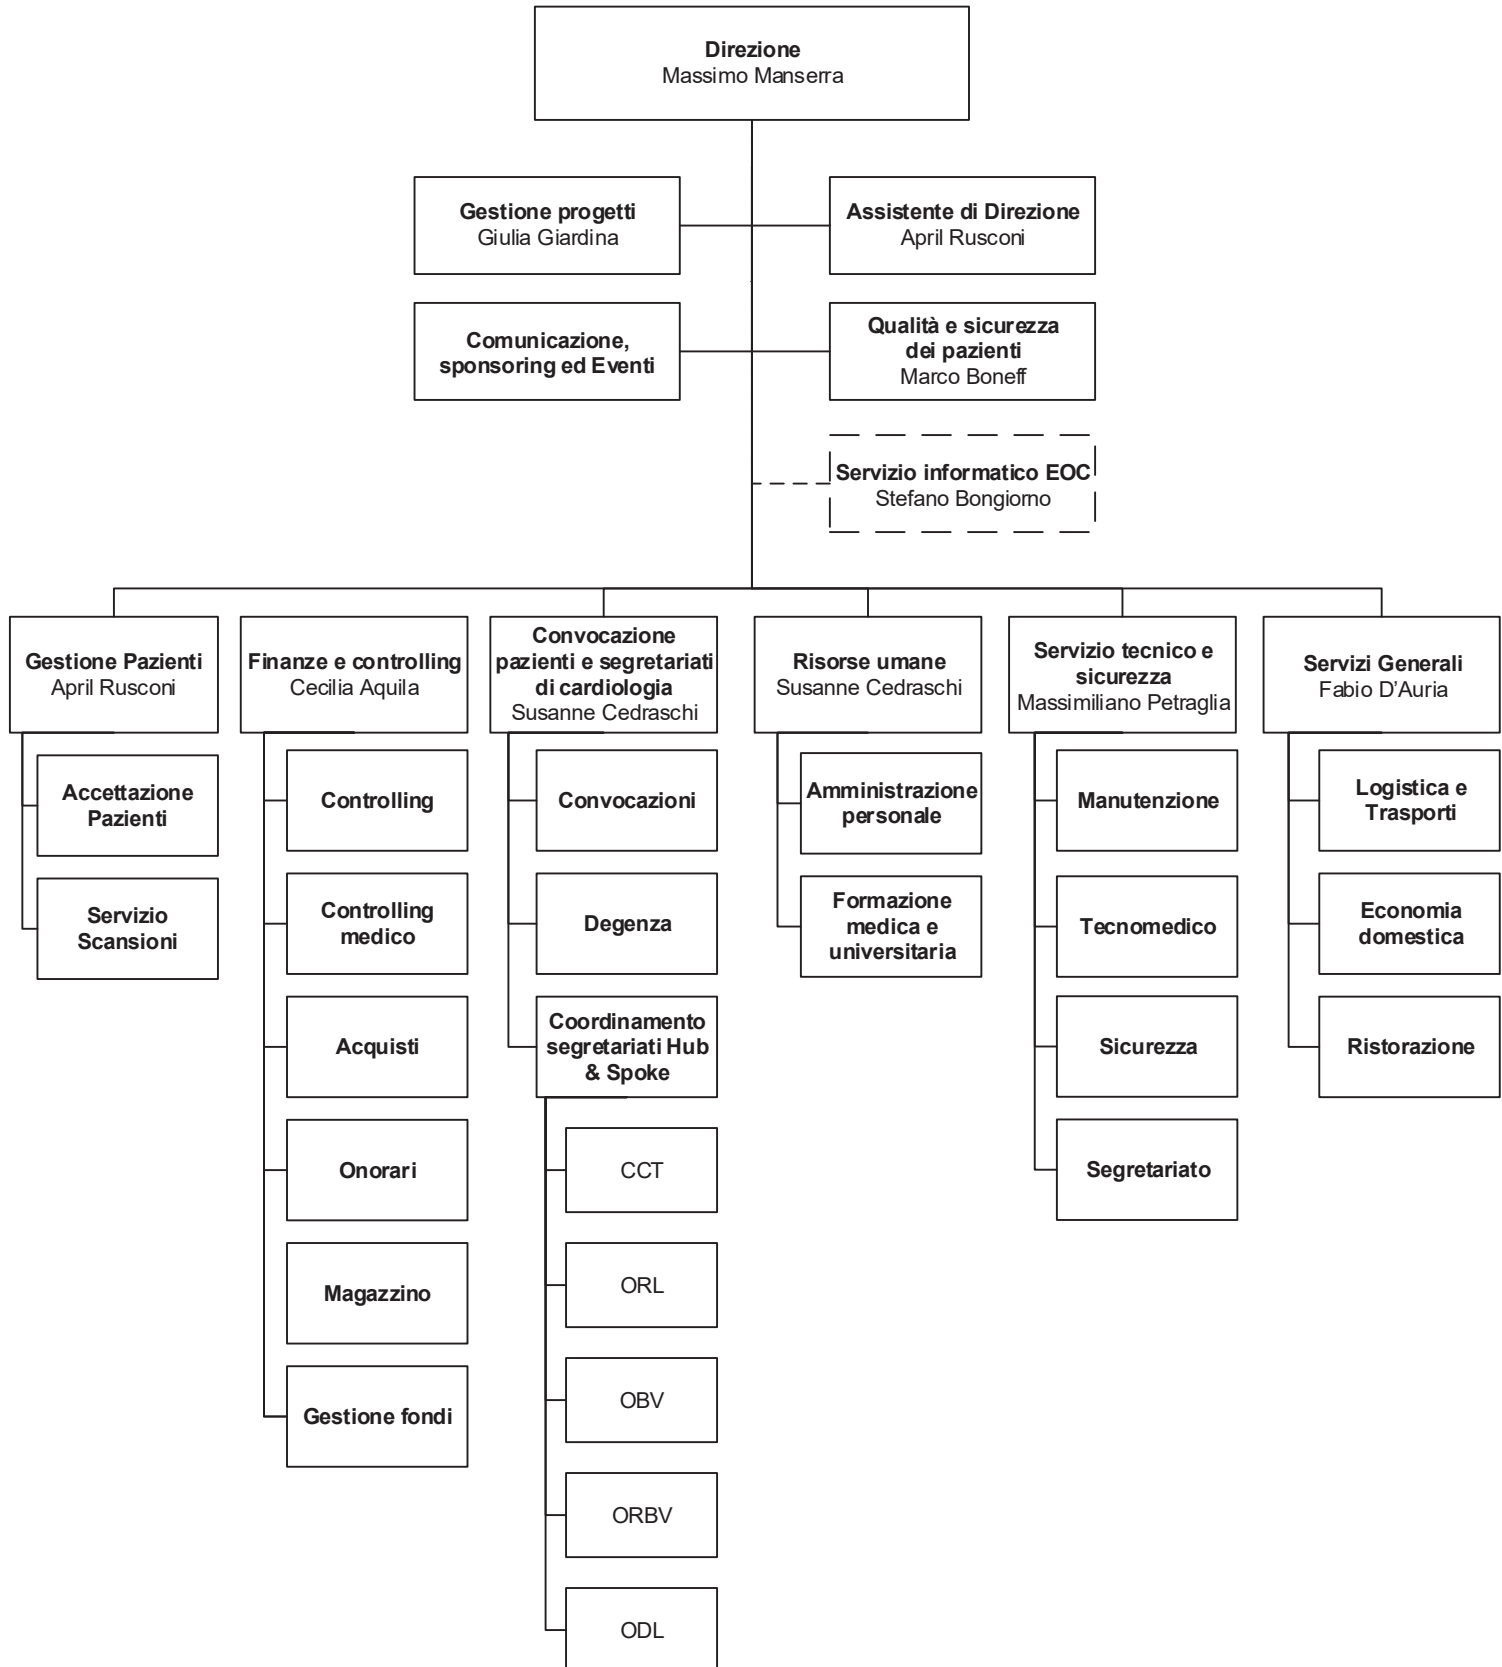 Direzione
Massimo Manserra
Gestione progetti
Giulia Giardina
Assistente di Direzione
April Rusconi
Comunicazione,
sponsoring ed Eventi
Qualità e sicurezza
dei pazienti
Marco Boneff
Servizio informatico EOC
Stefano Bongiorno
Gestione Pazienti
April Rusconi
Accettazione
Pazienti
Servizio
Scansioni
Finanze e controlling
Cecilia Aquila
Controlling
Controlling
medico
Acquisti
Onorari
Magazzino
Gestione fondi
Convocazione
pazienti e segretariati
di cardiologia
Susanne Cedraschi
Convocazioni
Degenza
Coordinamento
segretariati Hub
& Spoke
CCT
ORL
OBV
ORBV
ODL
Risorse umane
Susanne Cedraschi
Amministrazione
personale
Formazione
medica e
universitaria
Servizio tecnico e
sicurezza
Massimiliano Petraglia
Manutenzione
Tecnomedico
Sicurezza
Segretariato
Servizi Generali
Fabio D'Auria
Logistica e
Trasporti
Economia
domestica
Ristorazione